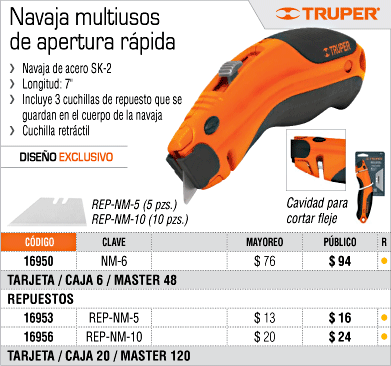 Navaja multiusos
de apertura rápida
TRUPER®
Navaja de acero SK-2
Longitud: 7"
Incluye 3 cuchillas de repuesto que se
guardan en el cuerpo de la navaja
Cuchilla retráctil
TRUPER
DISEÑO EXCLUSIVO
REP-NM-5 (5 pzs.)
REP-NM-10 (10 pzs.)
Cavidad para
cortar fleje
TRUPER
CÓDIGO CLAVE MAYOREO PÚBLICO R
16950 NM-6 $ 76 $ 94
TARJETA / CAJA 6 / MASTER 48
REPUESTOS
16953 REP-NM-5 $ 13 $ 16
16956 REP-NM-10 $ 20 $ 24
TARJETA / CAJA 20 / MASTER 120